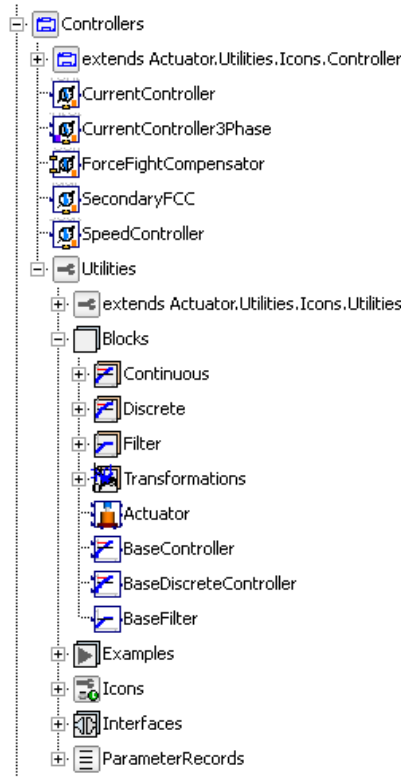 Controllers
extends Actuator.Utilities.Icons.Controller
CurrentController
CurrentController3Phase
ForceFightCompensator
SecondaryFCC
SpeedController
Utilities
extends Actuator.Utilities.Icons.Utilities
Blocks
Continuous
Discrete
Filter
Transformations
Actuator
BaseController
BaseDiscreteController
BaseFilter
Examples
Icons
Interfaces
ParameterRecords